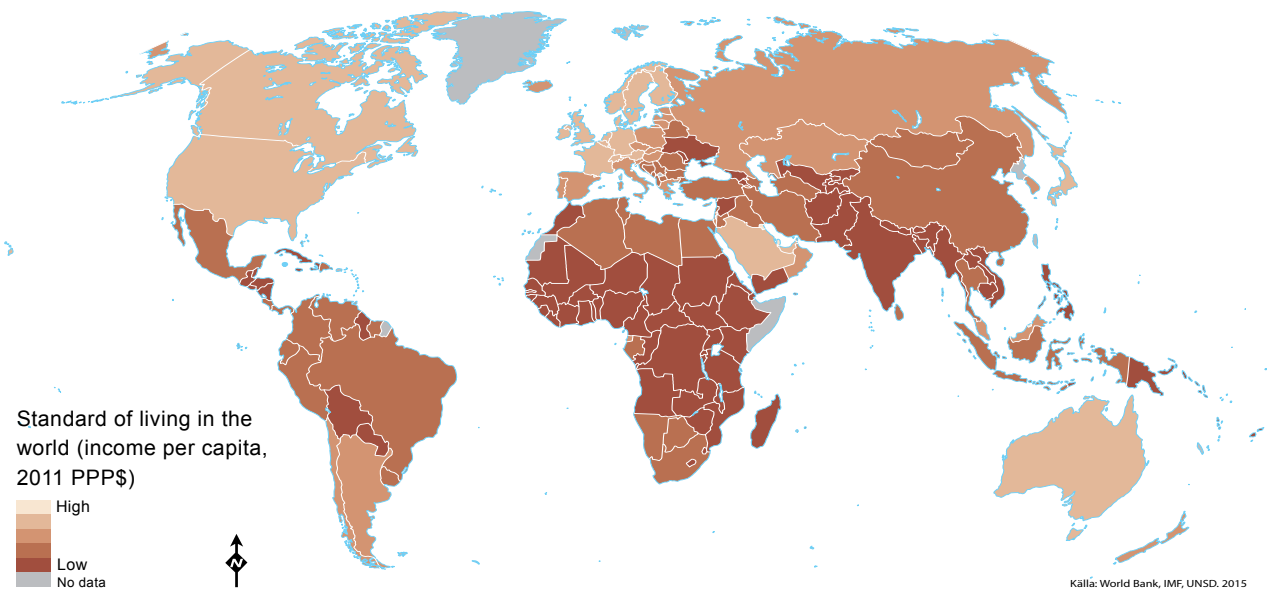 Standard of living in the
world (income per capita,
2011 PPP$)
High
Low
No data
N
Källa: World Bank, IMF, UNSD. 2015